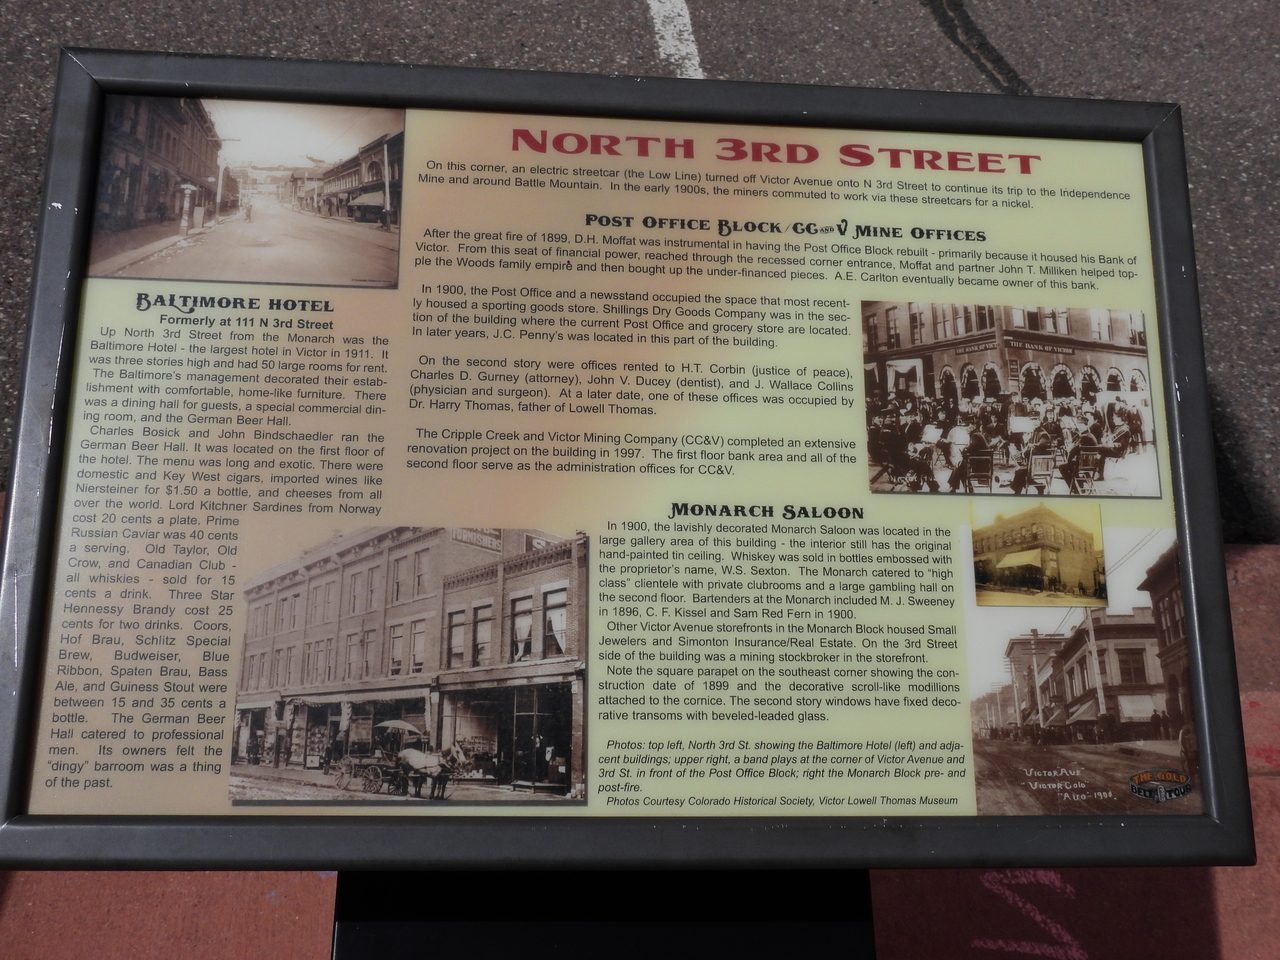 NORTH 3RD STREET
On this corner, an electric streetcar (the Low Line) turned off Victor Avenue onto N 3rd Street to continue its trip to the Independence
Mine and around Battle Mountain. In the early 1900s, the miners commuted to work via these streetcars for a nickel.
POST OFFICE BLOCK / CC AND V MINE OFFICES
After the great fire of 1899, D.H. Moffat was instrumental in having the Post Office Block rebuilt - primarily because it housed his Bank of
Victor. From this seat of financial power, reached through the recessed corner entrance, Moffat and partner John T. Milliken helped top-
ple the Woods family empire and then bought up the under-financed pieces. A.E. Carlton eventually became owner of this bank.
In 1900, the Post Office and a newsstand occupied the space that most recent-
ly housed a sporting goods store. Shillings Dry Goods Company was in the sec-
tion of the building where the current Post Office and grocery store are located.
In later years, J.C. Penny's was located in this part of the building.
On the second story were offices rented to H.T. Corbin (justice of peace),
Charles D. Gurney (attorney), John V. Ducey (dentist), and J. Wallace Collins
(physician and surgeon). At a later date, one of these offices was occupied by
Dr. Harry Thomas, father of Lowell Thomas.
The Cripple Creek and Victor Mining Company (CC&V) completed an extensive
renovation project on the building in 1997. The first floor bank area and all of the
second floor serve as the administration offices for CC&V.
THE BANK OF VICT
THE BANK OF VICTOR
BALTIMORE HOTEL
Formerly at 111 N 3rd Street
Up North 3rd Street from the Monarch was the
Baltimore Hotel - the largest hotel in Victor in 1911. It
was three stories high and had 50 large rooms for rent.
The Baltimore's management decorated their estab-
lishment with comfortable, home-like furniture. There
was a dining hall for guests, a special commercial din-
ing room, and the German Beer Hall.
Charles Bosick and John Bindschaedler ran the
German Beer Hall. It was located on the first floor of
the hotel. The menu was long and exotic. There were
domestic and Key West cigars, imported wines like
Niersteiner for $1.50 a bottle, and cheeses from all
over the world. Lord Kitchner Sardines from Norway
cost 20 cents a plate. Prime
Russian Caviar was 40 cents
a serving. Old Taylor, Old
Crow, and Canadian Club -
all whiskies - sold for 15
cents a drink. Three Star
Hennessy Brandy cost 25
cents for two drinks. Coors,
Hof Brau, Schlitz Special
Brew, Budweiser, Blue
Ribbon, Spaten Brau, Bass
Ale, and Guiness Stout were
between 15 and 35 cents a
bottle. The German Beer
Hall catered to professional
men. Its owners felt the
"dingy" barroom was a thing
of the past.
MONARCH SALOON
In 1900, the lavishly decorated Monarch Saloon was located in the
large gallery area of this building - the interior still has the original
hand-painted tin ceiling. Whiskey was sold in bottles embossed with
the proprietor's name, W.S. Sexton. The Monarch catered to "high
class" clientele with private clubrooms and a large gambling hall on
the second floor. Bartenders at the Monarch included M. J. Sweeney
in 1896, C. F. Kissel and Sam Red Fern in 1900.
Other Victor Avenue storefronts in the Monarch Block housed Small
Jewelers and Simonton Insurance/Real Estate. On the 3rd Street
side of the building was a mining stockbroker in the storefront.
Note the square parapet on the southeast corner showing the con-
struction date of 1899 and the decorative scroll-like modillions
attached to the cornice. The second story windows have fixed deco-
rative transoms with beveled-leaded glass.
Photos: top left, North 3rd St. showing the Baltimore Hotel (left) and adja-
cent buildings; upper right, a band plays at the corner of Victor Avenue and
3rd St. in front of the Post Office Block; right the Monarch Block pre- and
post-fire.
Photos Courtesy Colorado Historical Society, Victor Lowell Thomas Museum
VICTOR AVE
VICTOR Colo
1900.
THE GOLD
BELT TOUR